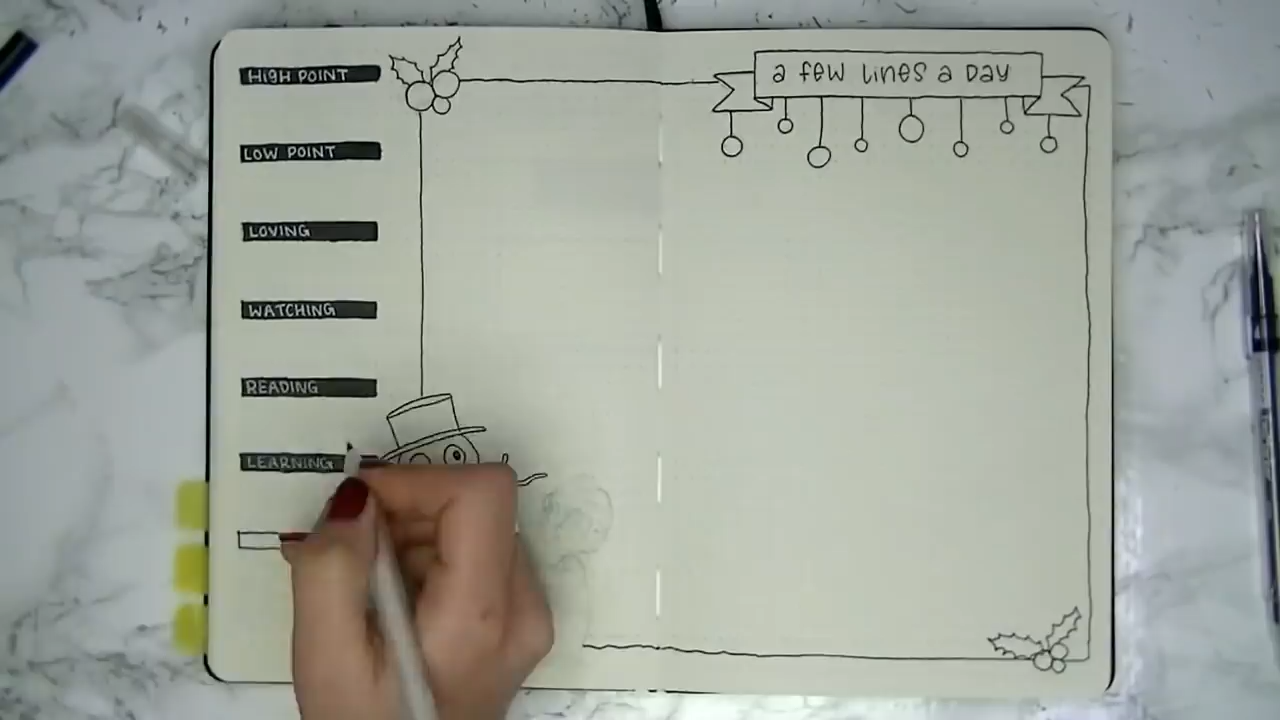 HIGH POINT
a few lines a day
LOW POINT
LOVING
WATCHING
READING
LEARNING